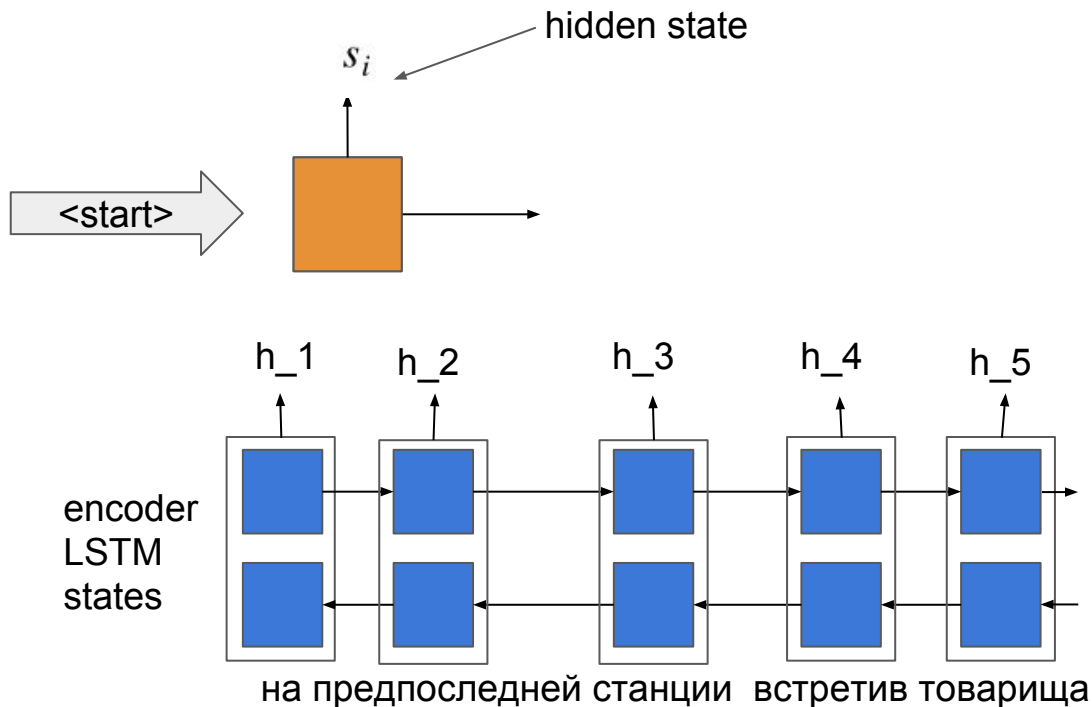 hidden state
s_i
<start>
h_1 h_2 h_3 h_4 h_5
encoder
LSTM
states
на предпоследней станции встретив товарища